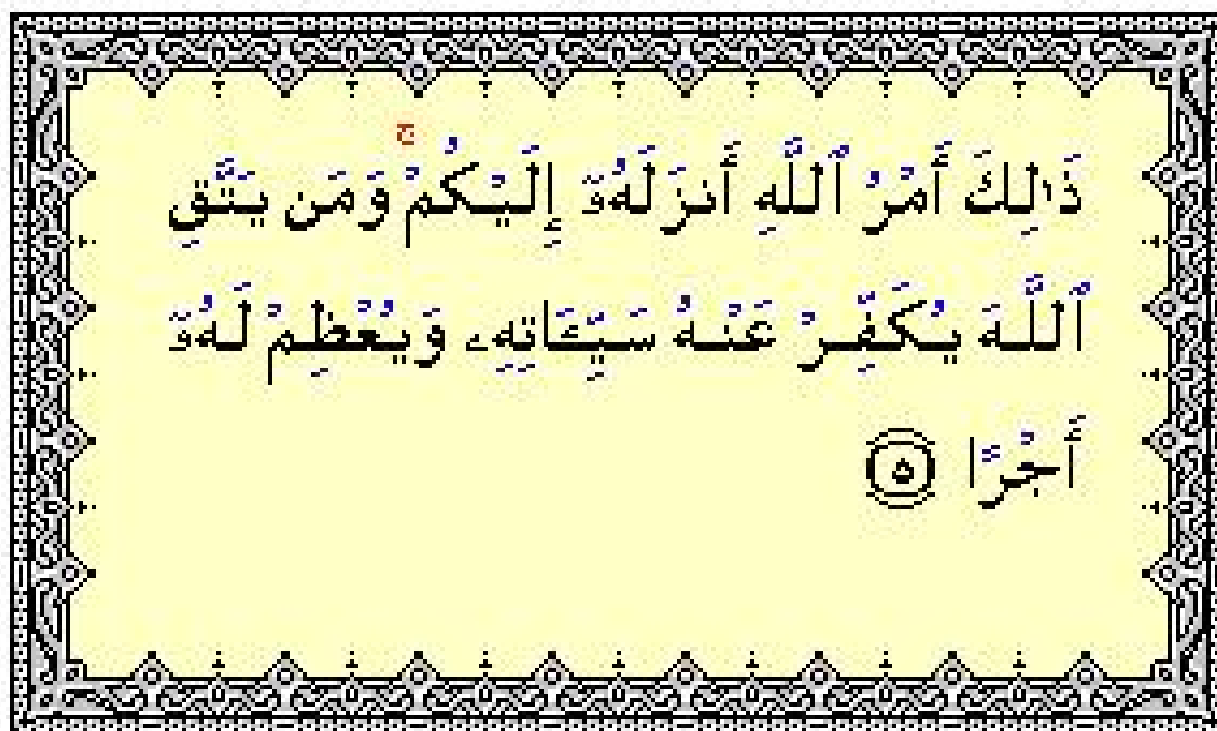 ذَٰلِكَ أَمْرُ ٱللَّهِ أَنزَلَهُۥٓ إِلَيْكُمْ ۚ وَمَن يَتَّقِ
ٱللَّهَ يُكَفِّرْ عَنْهُ سَيِّـَٔاتِهِۦ وَيُعْظِمْ لَهُۥٓ
أَجْرًا ۝٥